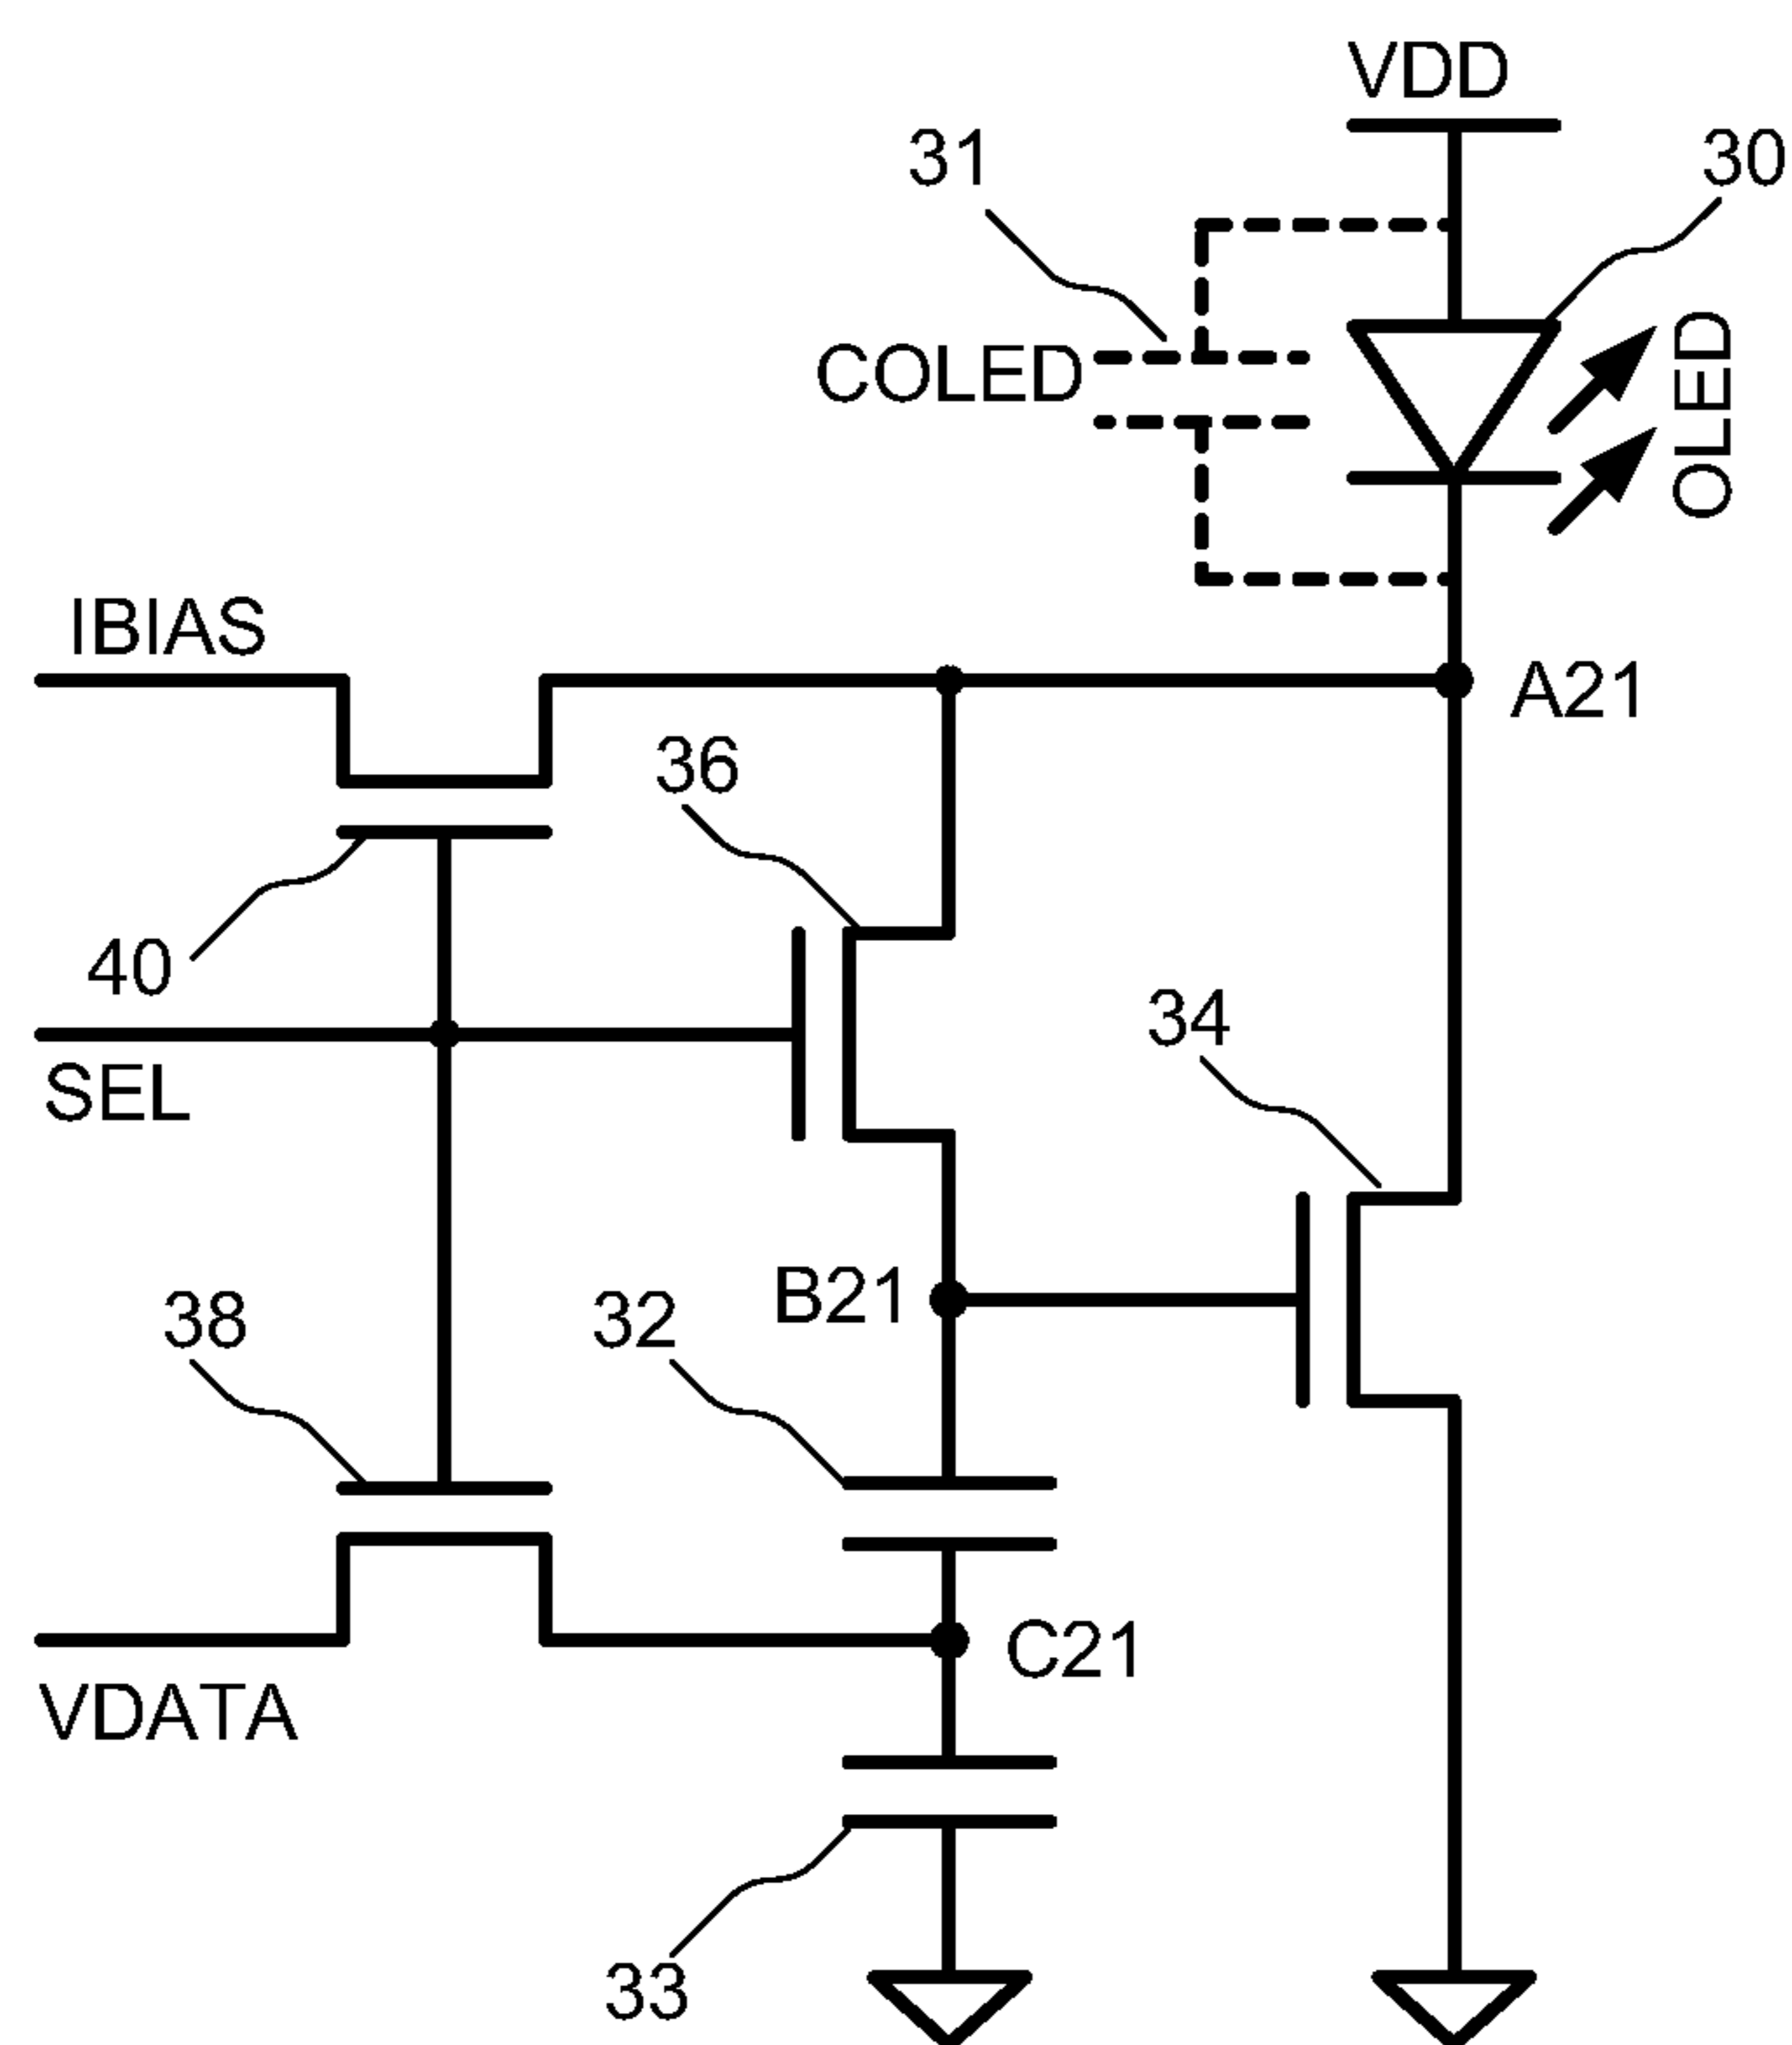 VDD
31
30
COLED
OLED
IBIAS
A21
36
40
34
SEL
B21
38
32
C21
VDATA
33